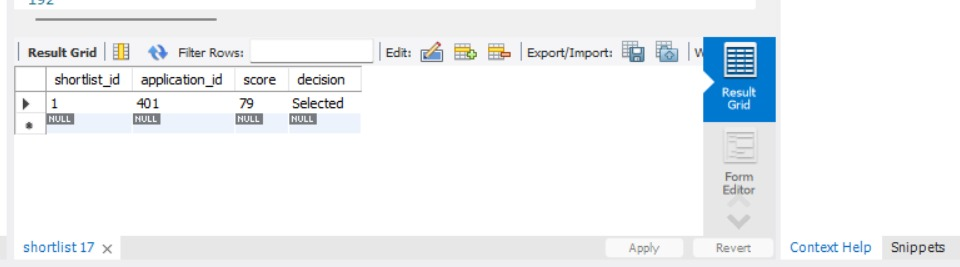 192
Result Grid Filter Rows: Edit: Export/Import: W
shortlist_id application_id score decision
1 401 79 Selected
NULL NULL NULL NULL
Result
Grid
Form
Editor
shortlist 17 Apply Revert Context Help Snippets